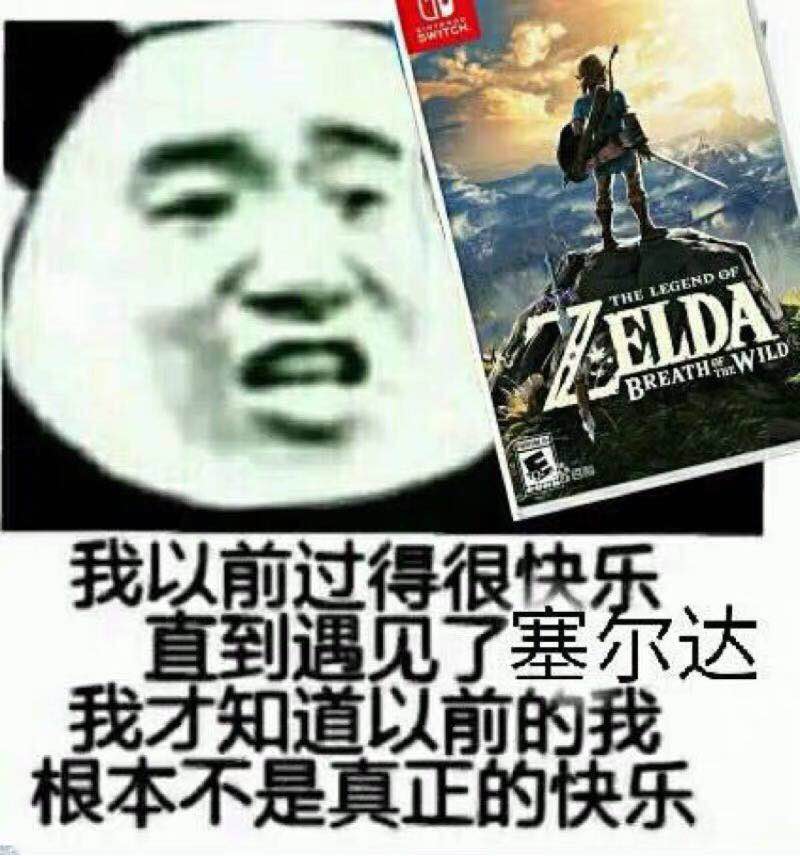 NINTENDO
SWITCH
THE LEGEND OF
ZELDA
BREATH OF THE WILD
E
我以前过得很快乐
直到遇见了塞尔达
我才知道以前的我
根本不是真正的快乐